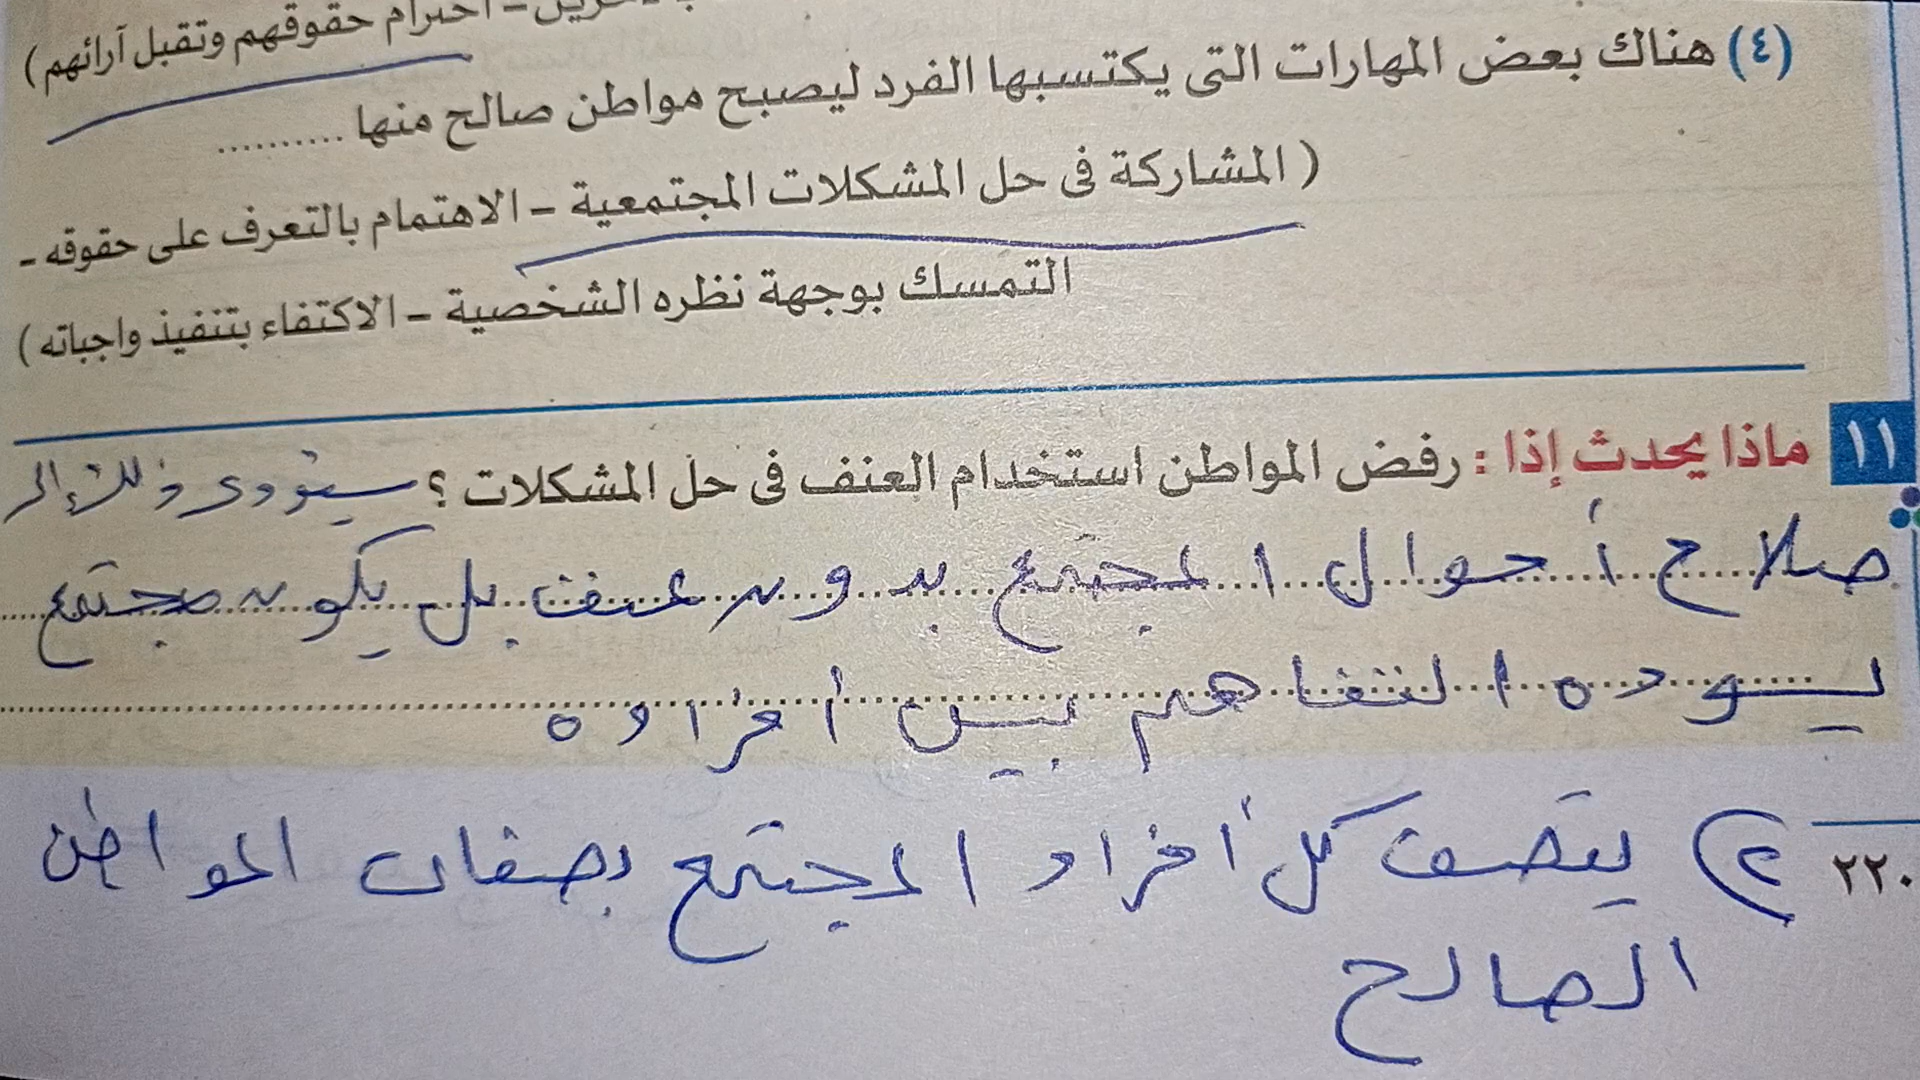 الآخرين - احترام حقوقهم وتقبل آرائهم)
(٤) هناك بعض المهارات التى يكتسبها الفرد ليصبح مواطن صالح منها ..........
( المشاركة فى حل المشكلات المجتمعية - الاهتمام بالتعرف على حقوقه -
التمسك بوجهة نظره الشخصية - الاكتفاء بتنفيذ واجباته )
١١ ماذا يحدث إذا : رفض المواطن استخدام العنف فى حل المشكلات ؟ سيؤدى ذلك إلى
صلاح أحوال المجتمع بدون عنف بل يكون مجتمع
يسوده التفاهم بين أفراده
٢٢٠ ٢) يتصف كل أفراد المجتمع بصفات المواطن
الصالح